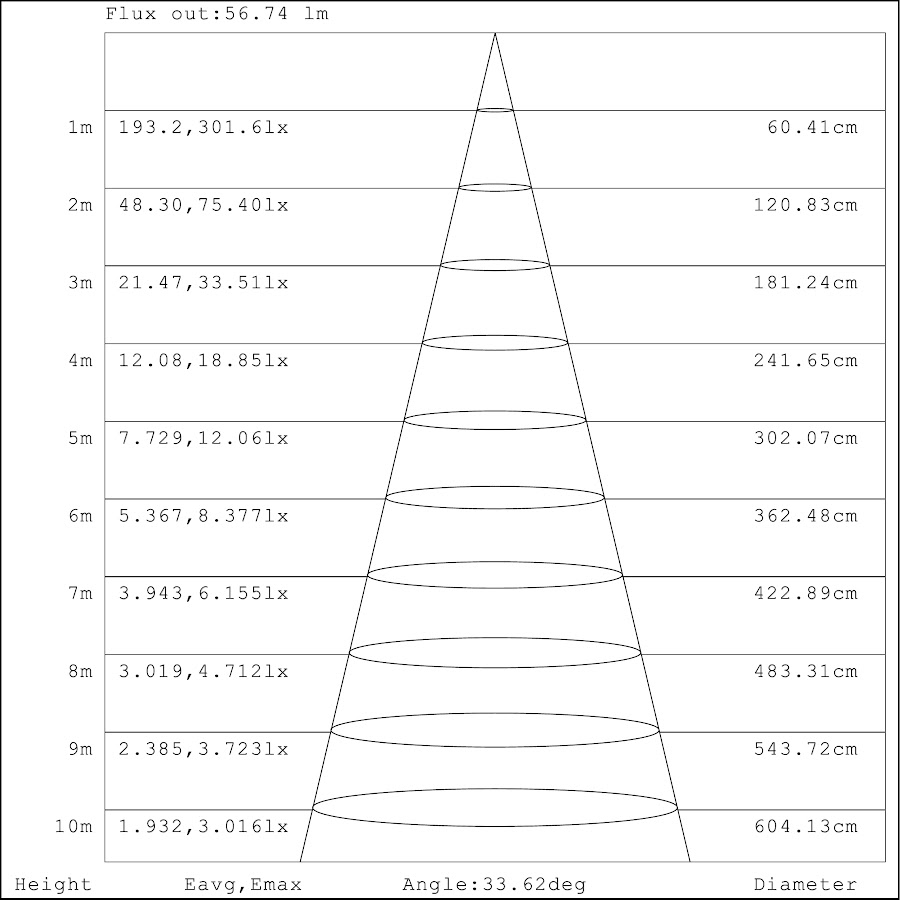 Flux out:56.74 lm
1m 193.2,301.6lx 60.41cm
2m 48.30,75.40lx 120.83cm
3m 21.47,33.51lx 181.24cm
4m 12.08,18.85lx 241.65cm
5m 7.729,12.06lx 302.07cm
6m 5.367,8.377lx 362.48cm
7m 3.943,6.155lx 422.89cm
8m 3.019,4.712lx 483.31cm
9m 2.385,3.723lx 543.72cm
10m 1.932,3.016lx 604.13cm
Height Eavg,Emax Angle:33.62deg Diameter